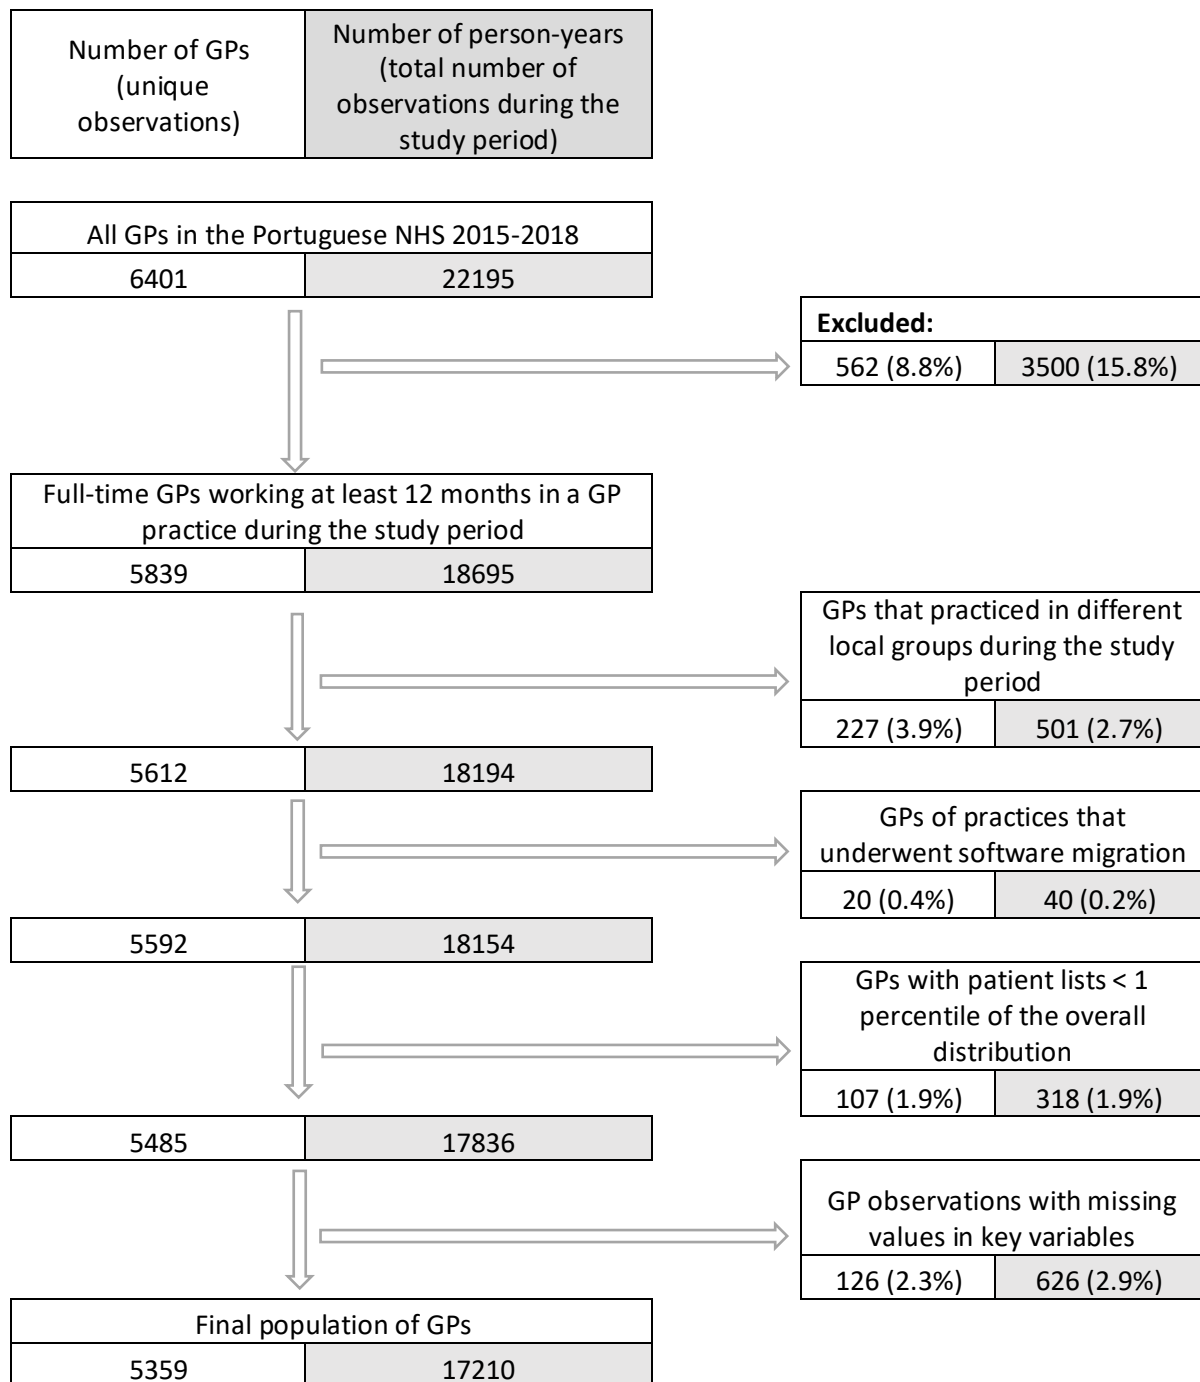 Number of GPs
(unique
observations)
Number of person-years
(total number of
observations during the
study period)
All GPs in the Portuguese NHS 2015-2018
6401 22195
Excluded:
562 (8.8%) 3500 (15.8%)
Full-time GPs working at least 12 months in a GP
practice during the study period
5839 18695
GPs that practiced in different
local groups during the study
period
227 (3.9%) 501 (2.7%)
5612 18194
GPs of practices that
underwent software migration
20 (0.4%) 40 (0.2%)
5592 18154
GPs with patient lists < 1
percentile of the overall
distribution
107 (1.9%) 318 (1.9%)
5485 17836
GP observations with missing
values in key variables
126 (2.3%) 626 (2.9%)
Final population of GPs
5359 17210